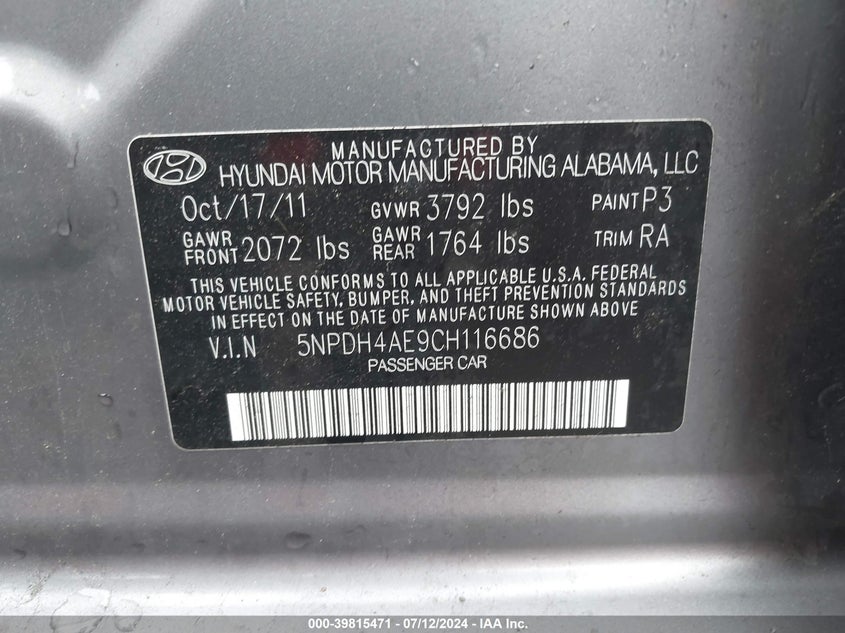 MANUFACTURED BY
HYUNDAI MOTOR MANUFACTURING ALABAMA, LLC
Oct/17/11 GVWR 3792 lbs PAINT P3
GAWR FRONT 2072 lbs GAWR REAR 1764 lbs TRIM RA
THIS VEHICLE CONFORMS TO ALL APPLICABLE U.S.A. FEDERAL
MOTOR VEHICLE SAFETY, BUMPER, AND THEFT PREVENTION STANDARDS
IN EFFECT ON THE DATE OF MANUFACTURE SHOWN ABOVE
V.I.N 5NPDH4AE9CH116686
PASSENGER CAR
000-39815471 - 07/12/2024 - IAA Inc.